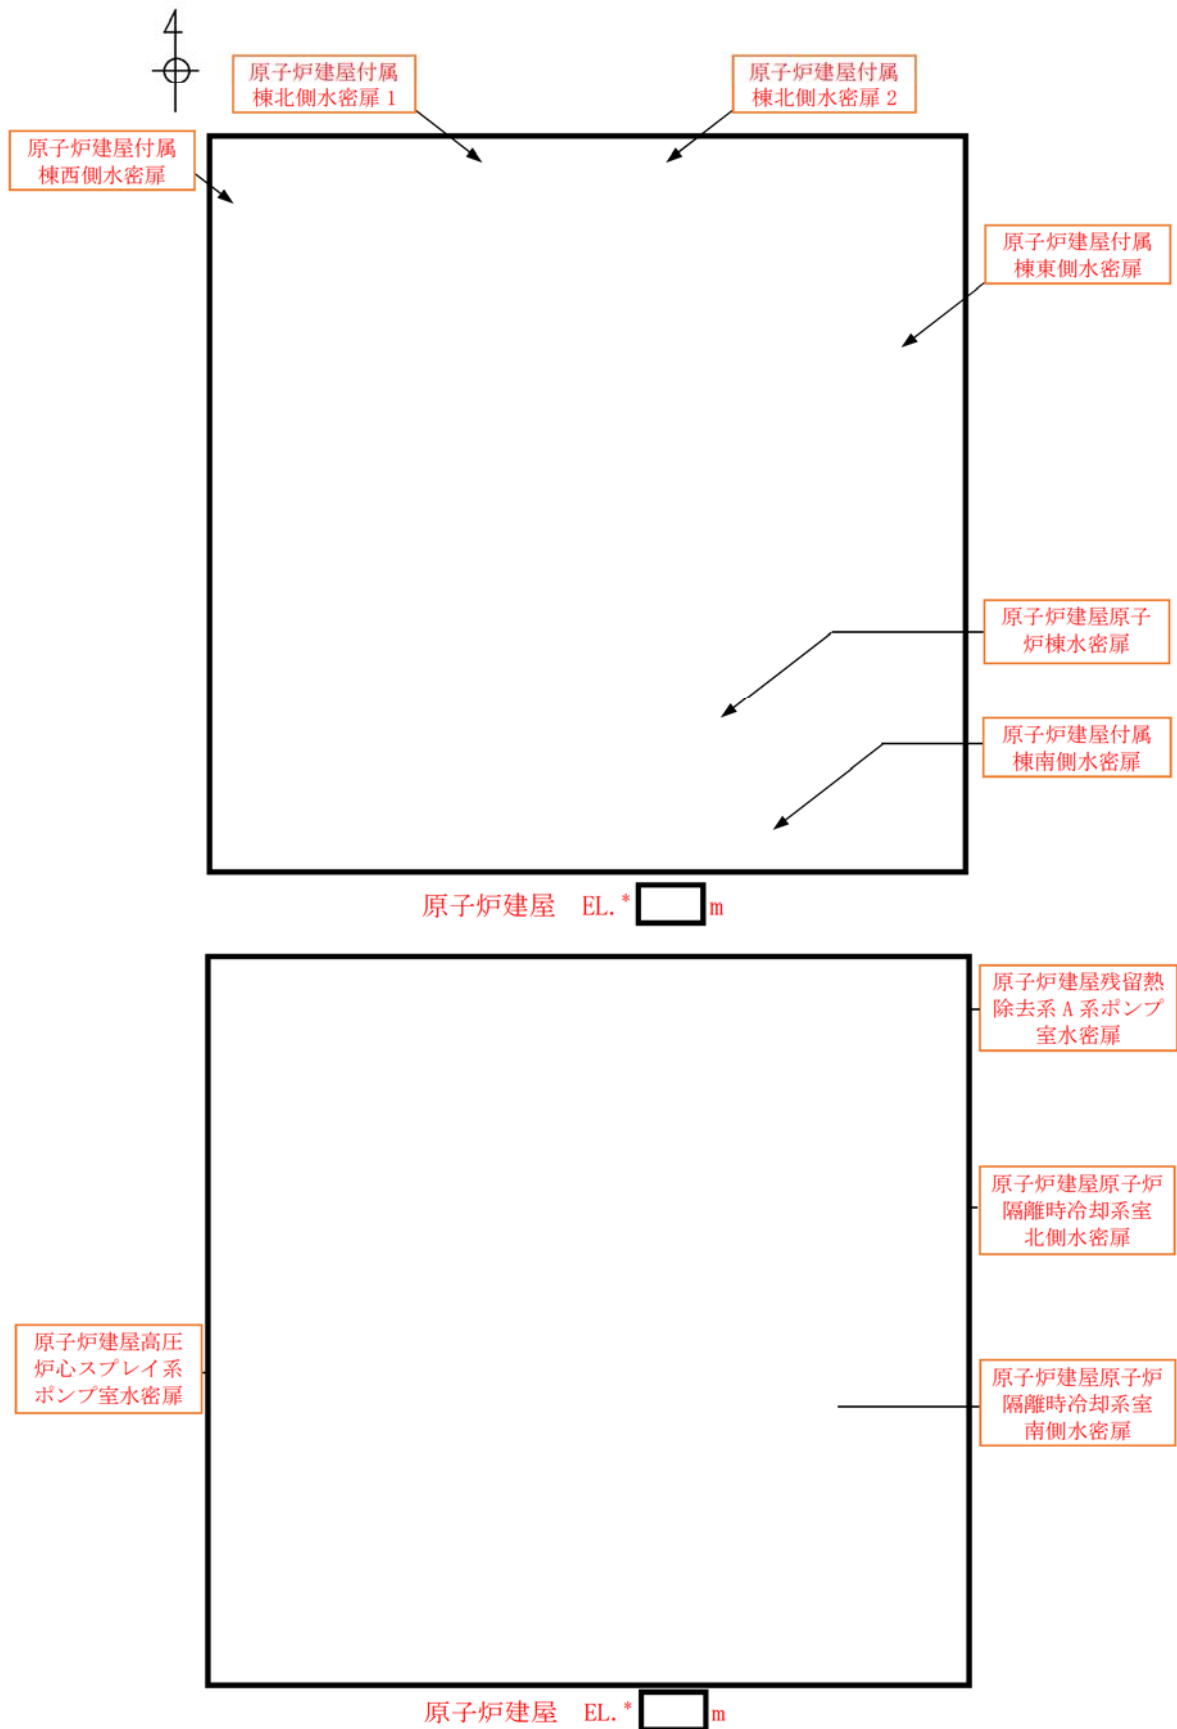 原子炉建屋付属
棟北側水密扉 1
原子炉建屋付属
棟北側水密扉 2
原子炉建屋付属
棟西側水密扉
原子炉建屋付属
棟東側水密扉
原子炉建屋原子
炉棟水密扉
原子炉建屋付属
棟南側水密扉
原子炉建屋 EL.* m
原子炉建屋残留熱
除去系 A 系ポンプ
室水密扉
原子炉建屋原子炉
隔離時冷却系室
北側水密扉
原子炉建屋高圧
炉心スプレイ系
ポンプ室水密扉
原子炉建屋原子炉
隔離時冷却系室
南側水密扉
原子炉建屋 EL.* m